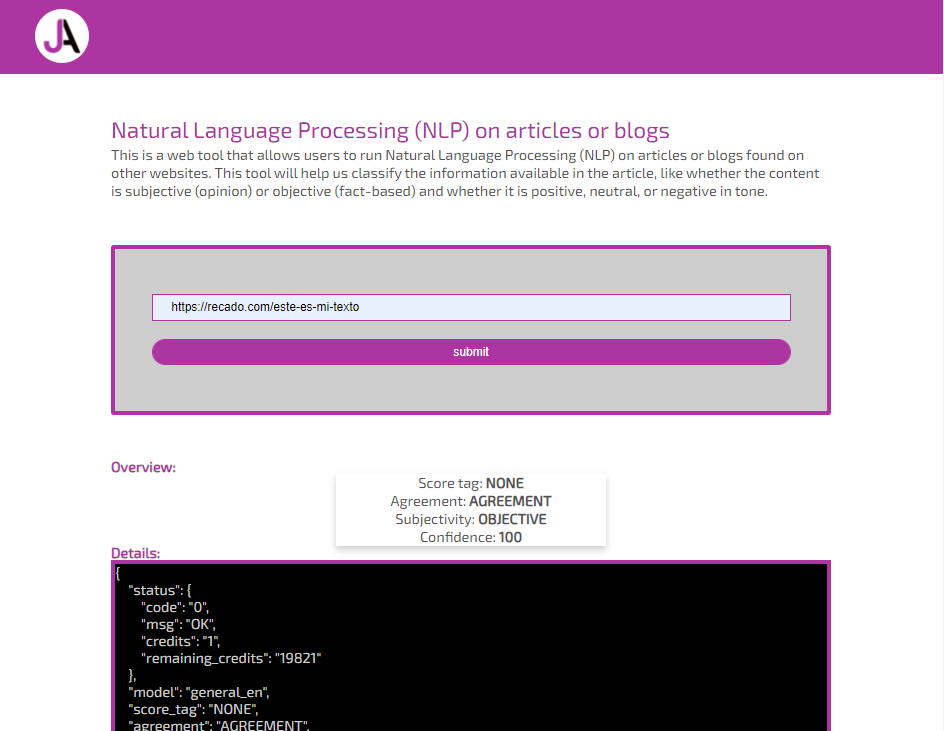 JA
Natural Language Processing (NLP) on articles or blogs
This is a web tool that allows users to run Natural Language Processing (NLP) on articles or blogs found on
other websites. This tool will help us classify the information available in the article, like whether the content
is subjective (opinion) or objective (fact-based) and whether it is positive, neutral, or negative in tone.
https://recado.com/este-es-mi-texto
submit
Overview:
Score tag: NONE
Agreement: AGREEMENT
Subjectivity: OBJECTIVE
Confidence: 100
Details:
{
"status": {
"code": "0",
"msg": "OK",
"credits": "1",
"remaining_credits": "19821"
},
"model": "general_en",
"score_tag": "NONE",
"agreement": "AGREEMENT",